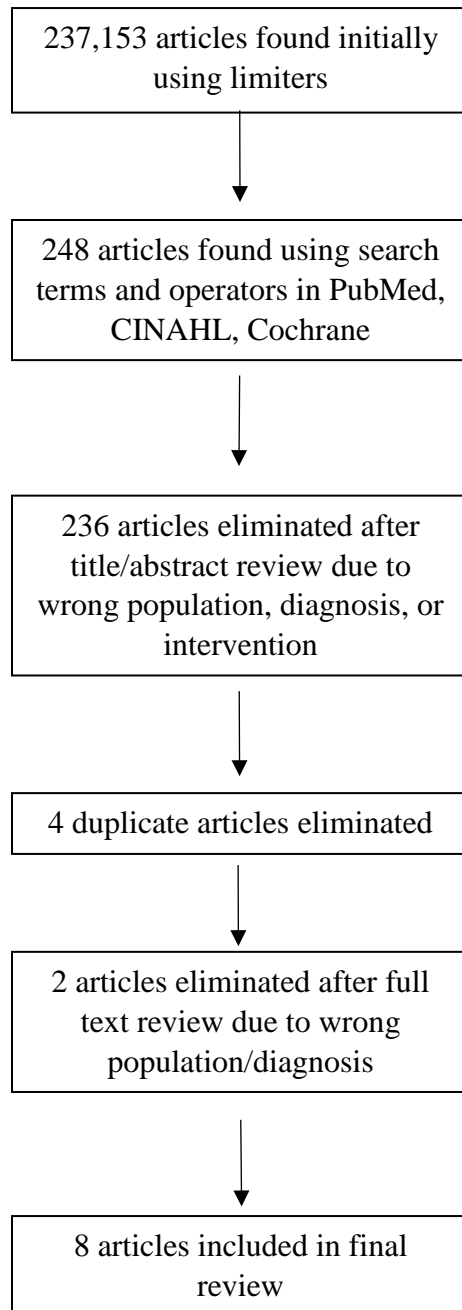 237,153 articles found initially
using limiters
248 articles found using search
terms and operators in PubMed,
CINAHL, Cochrane
236 articles eliminated after
title/abstract review due to
wrong population, diagnosis, or
intervention
4 duplicate articles eliminated
2 articles eliminated after full
text review due to wrong
population/diagnosis
8 articles included in final
review